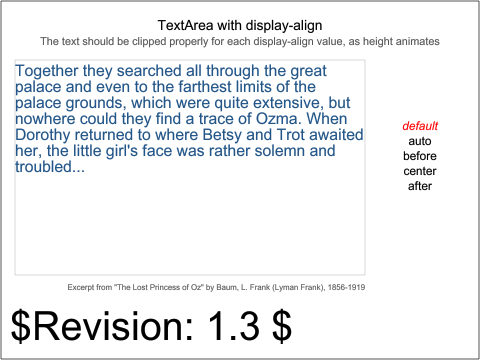 TextArea with display-align
The text should be clipped properly for each display-align value, as height animates
Together they searched all through the great
palace and even to the farthest limits of the
palace grounds, which were quite extensive, but
nowhere could they find a trace of Ozma. When
Dorothy returned to where Betsy and Trot awaited
her, the little girl's face was rather solemn and
troubled...
default
auto
before
center
after
Excerpt from "The Lost Princess of Oz" by Baum, L. Frank (Lyman Frank), 1856-1919
$Revision: 1.3 $